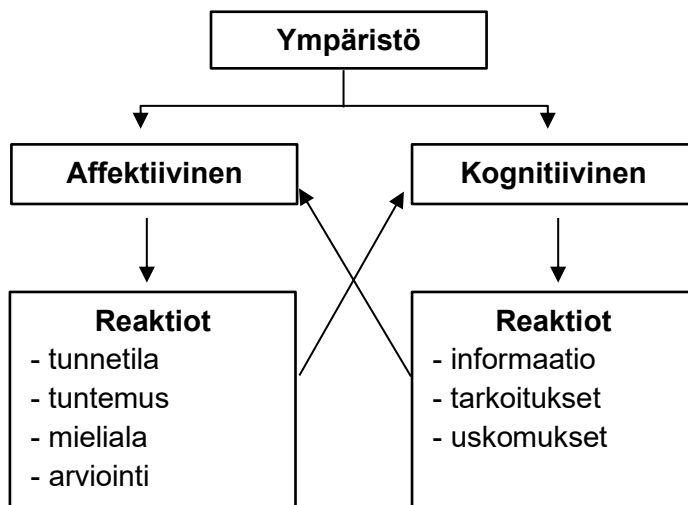 Ympäristö
Affektiivinen
Kognitiivinen
Reaktiot
- tunnetila
- tuntemus
- mieliala
- arviointi
Reaktiot
- informaatio
- tarkoitukset
- uskomukset